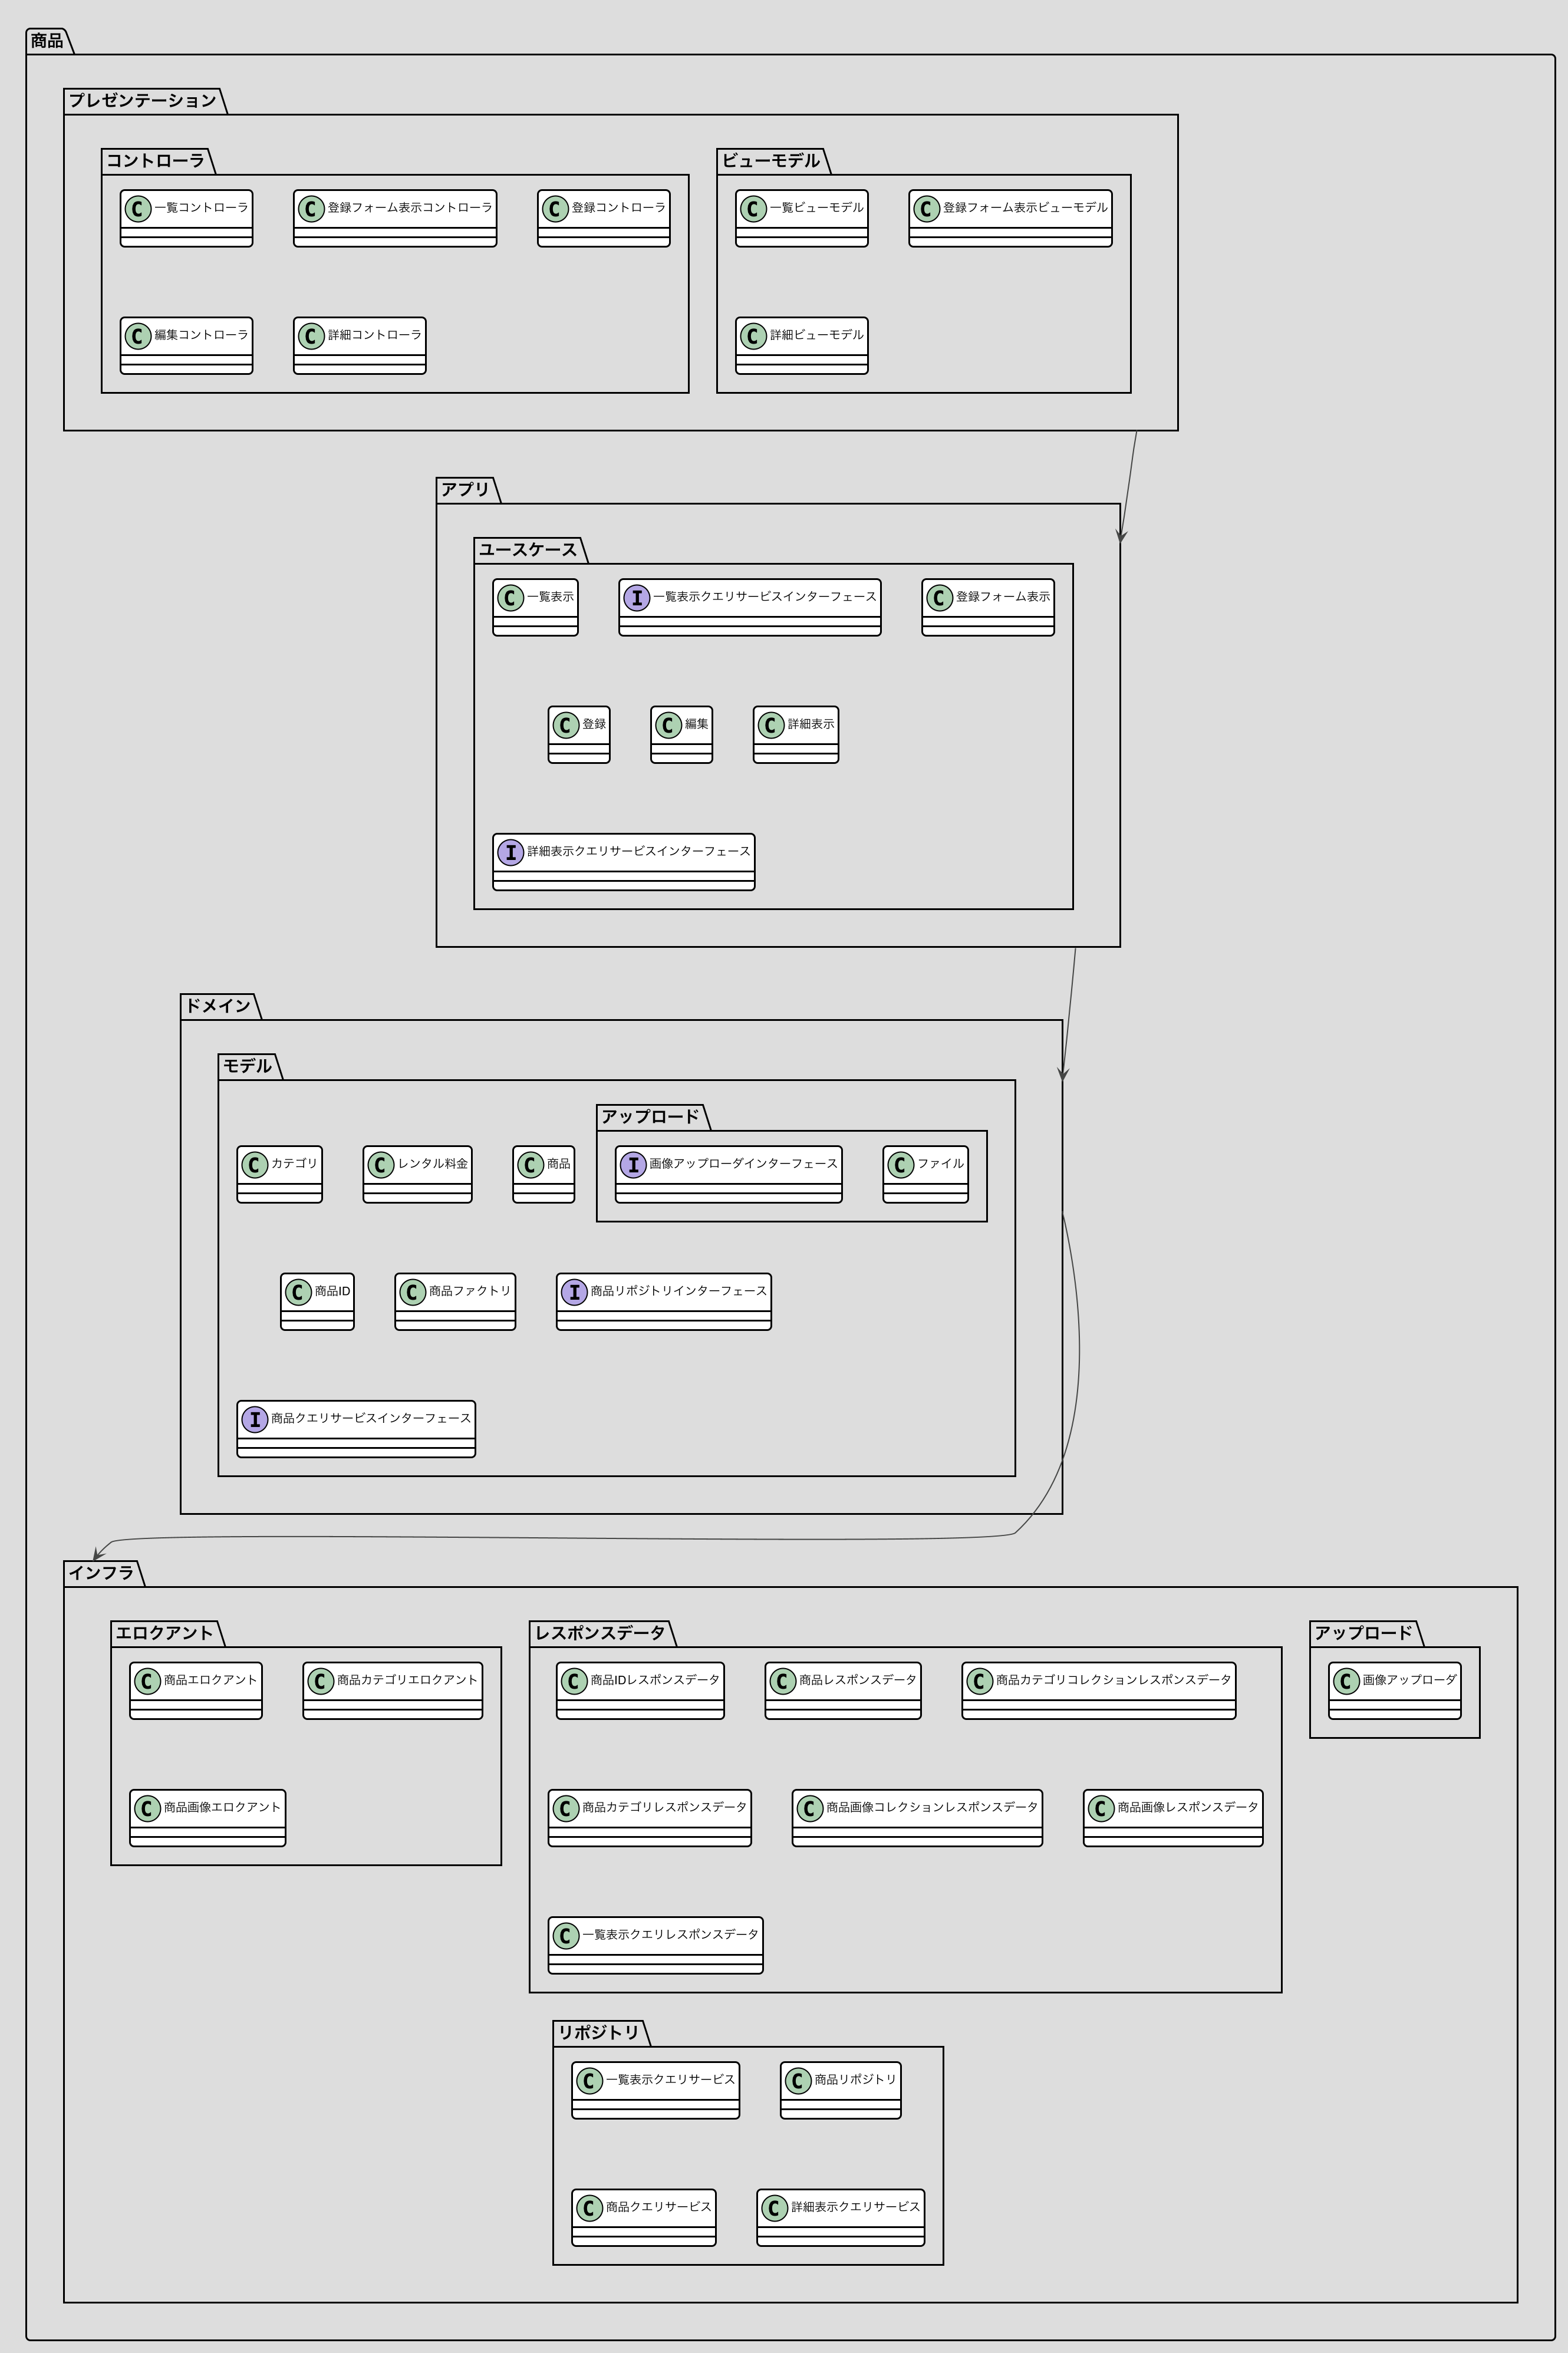 商品
プレゼンテーション
コントローラ
C 一覧コントローラ
C 登録フォーム表示コントローラ
C 登録コントローラ
C 編集コントローラ
C 詳細コントローラ
ビューモデル
C 一覧ビューモデル
C 登録フォーム表示ビューモデル
C 詳細ビューモデル
アプリ
ユースケース
C 一覧表示
I 一覧表示クエリサービスインターフェース
C 登録フォーム表示
C 登録
C 編集
C 詳細表示
I 詳細表示クエリサービスインターフェース
ドメイン
モデル
C カテゴリ
C レンタル料金
C 商品
アップロード
I 画像アップローダインターフェース
C ファイル
C 商品ID
C 商品ファクトリ
I 商品リポジトリインターフェース
I 商品クエリサービスインターフェース
インフラ
エロクアント
C 商品エロクアント
C 商品カテゴリエロクアント
C 商品画像エロクアント
レスポンスデータ
C 商品IDレスポンスデータ
C 商品レスポンスデータ
C 商品カテゴリコレクションレスポンスデータ
C 商品カテゴリレスポンスデータ
C 商品画像コレクションレスポンスデータ
C 商品画像レスポンスデータ
C 一覧表示クエリレスポンスデータ
アップロード
C 画像アップローダ
リポジトリ
C 一覧表示クエリサービス
C 商品リポジトリ
C 商品クエリサービス
C 詳細表示クエリサービス